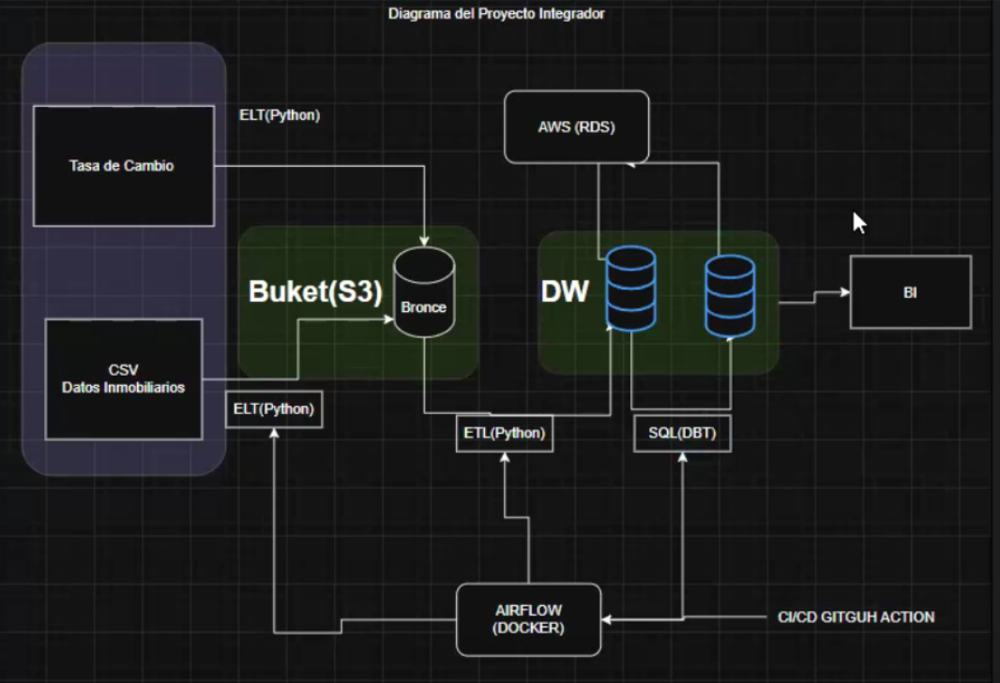 Diagrama del Proyecto Integrador
ELT(Python)
AWS (RDS)
Tasa de Cambio
Buket(S3)
Bronce
DW
BI
CSV
Datos Inmobiliarios
ELT(Python)
ETL(Python)
SQL(DBT)
AIRFLOW
(DOCKER)
CI/CD GITGUH ACTION